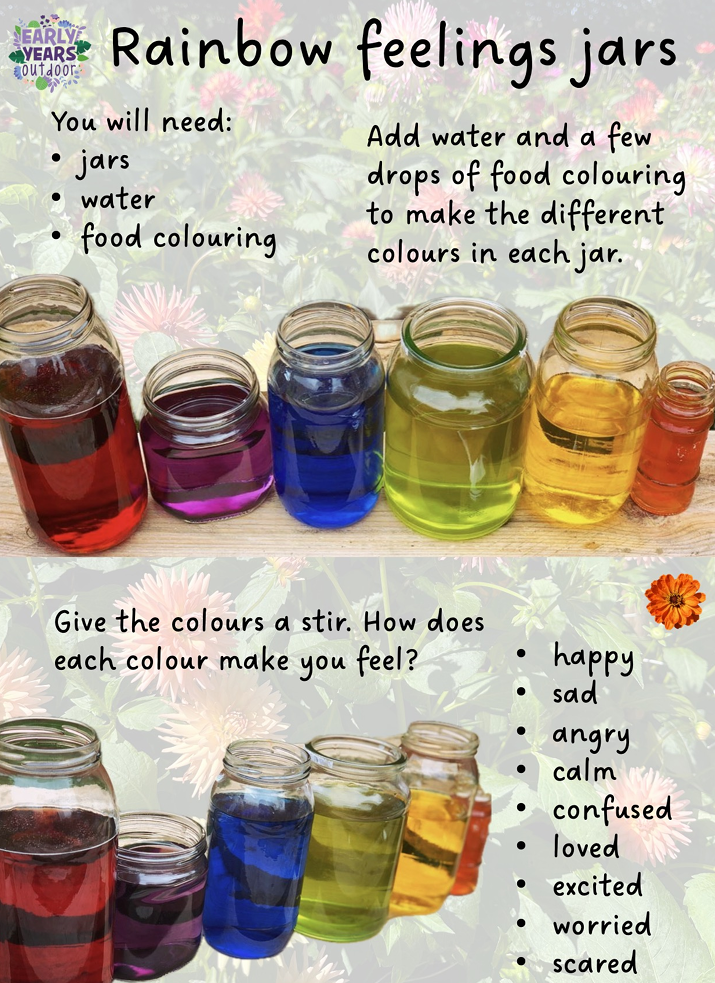 EARLY
YEARS
outdoor
Rainbow feelings jars
You will need:
• jars
• water
• food colouring
Add water and a few
drops of food colouring
to make the different
colours in each jar.
Give the colours a stir. How does
each colour make you feel?
• happy
• sad
• angry
• calm
• confused
• loved
• excited
• worried
• scared